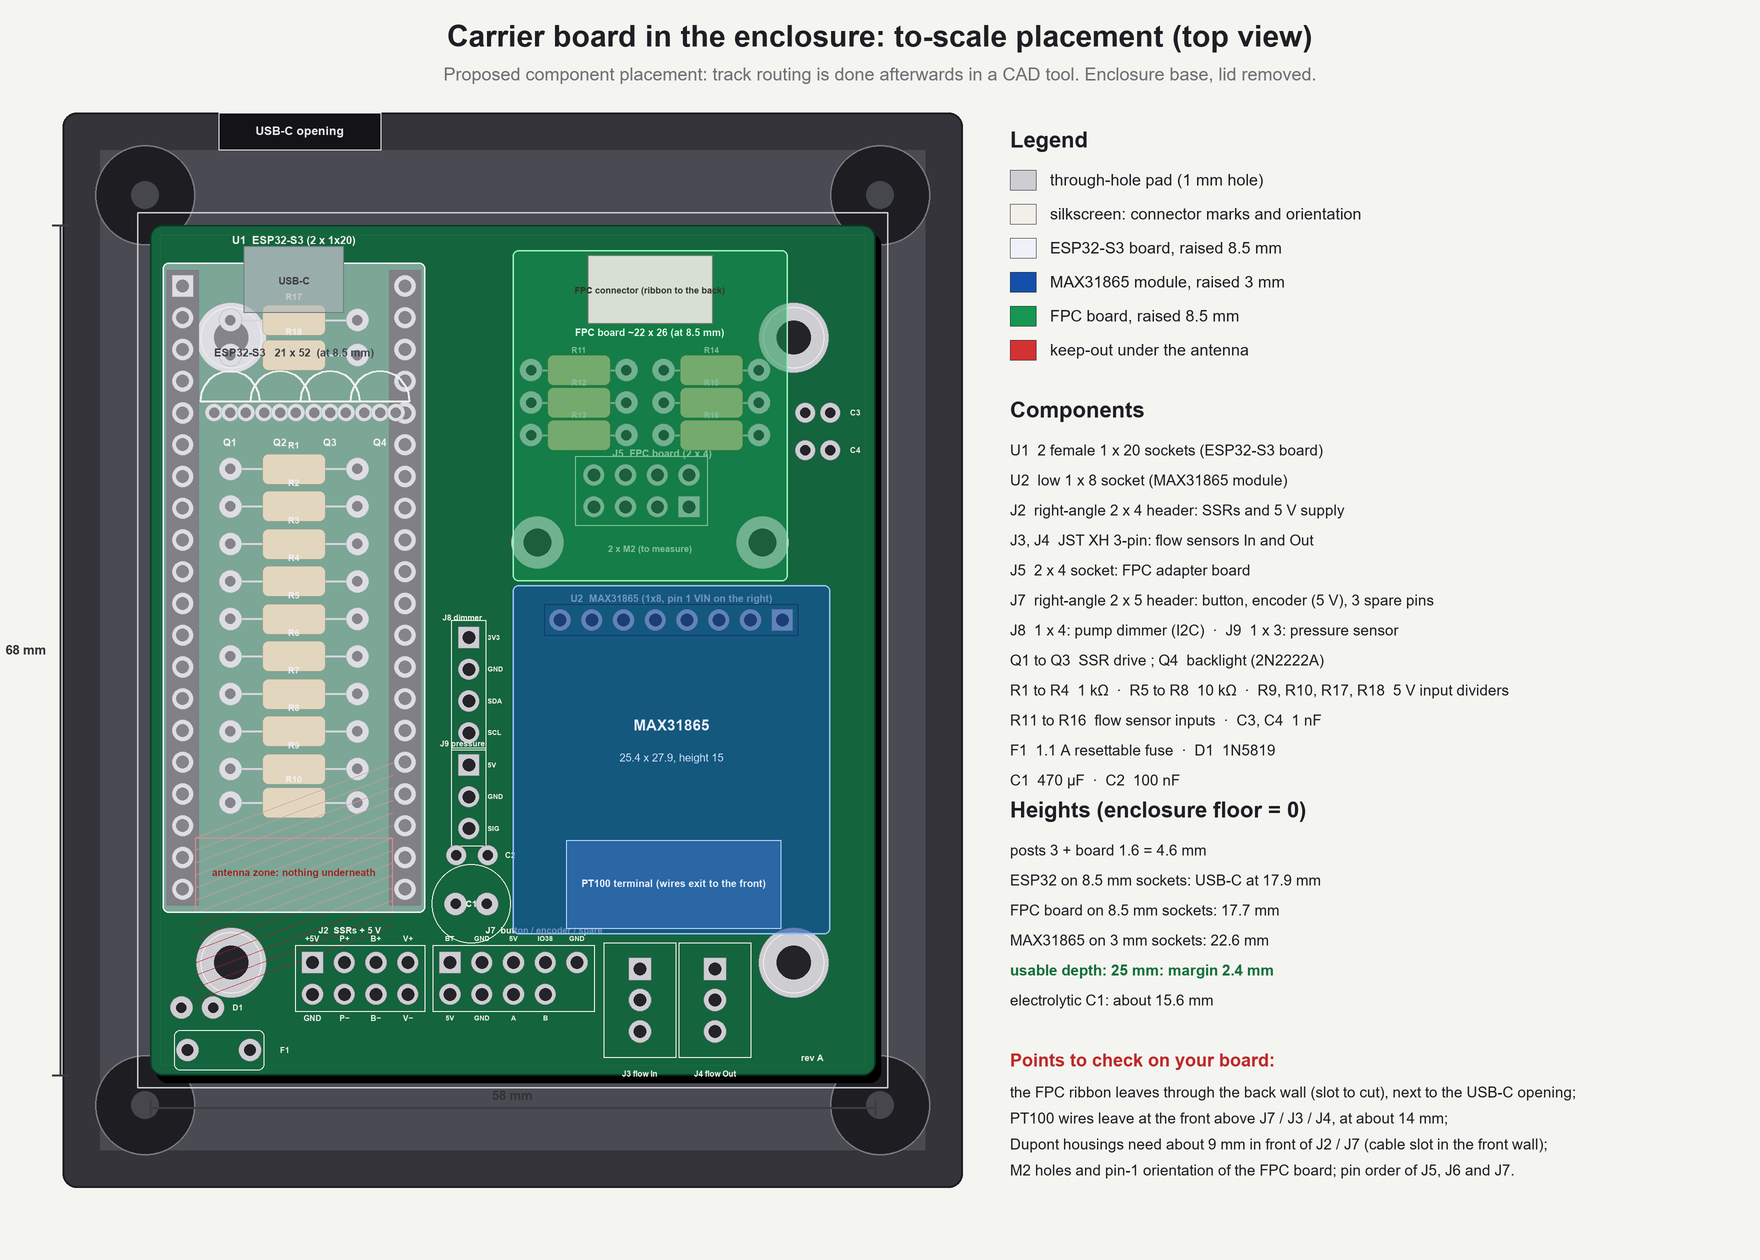 Carrier board in the enclosure: to-scale placement (top view)
Proposed component placement: track routing is done afterwards in a CAD tool. Enclosure base, lid removed.
USB-C opening
U1 ESP32-S3 (2 x 1x20)
USB-C
R17
R18
ESP32-S3 21 x 52 (at 8.5 mm)
Q1
Q2
Q3
Q4
R1
R2
R3
R4
R5
R6
R7
R8
R9
R10
antenna zone: nothing underneath
FPC connector (ribbon to the back)
FPC board ~22 x 26 (at 8.5 mm)
R11
R14
R12
R15
R13
R16
J5 FPC board (2 x 4)
2 x M2 (to measure)
C3
C4
U2 MAX31865 (1x8, pin 1 VIN on the right)
MAX31865
25.4 x 27.9, height 15
PT100 terminal (wires exit to the front)
J8 dimmer
3V3
GND
SDA
SCL
J9 pressure
5V
GND
SIG
C2
C1
J2 SSRs + 5 V
+5V P+ B+ V+
GND P− B− V−
J7 button / encoder / spare
BT GND 5V IO38 GND
5V GND A B
D1
F1
J3 flow In
J4 flow Out
rev A
68 mm
58 mm
Legend
through-hole pad (1 mm hole)
silkscreen: connector marks and orientation
ESP32-S3 board, raised 8.5 mm
MAX31865 module, raised 3 mm
FPC board, raised 8.5 mm
keep-out under the antenna
Components
U1 2 female 1 x 20 sockets (ESP32-S3 board)
U2 low 1 x 8 socket (MAX31865 module)
J2 right-angle 2 x 4 header: SSRs and 5 V supply
J3, J4 JST XH 3-pin: flow sensors In and Out
J5 2 x 4 socket: FPC adapter board
J7 right-angle 2 x 5 header: button, encoder (5 V), 3 spare pins
J8 1 x 4: pump dimmer (I2C) · J9 1 x 3: pressure sensor
Q1 to Q3 SSR drive ; Q4 backlight (2N2222A)
R1 to R4 1 kΩ · R5 to R8 10 kΩ · R9, R10, R17, R18 5 V input dividers
R11 to R16 flow sensor inputs · C3, C4 1 nF
F1 1.1 A resettable fuse · D1 1N5819
C1 470 µF · C2 100 nF
Heights (enclosure floor = 0)
posts 3 + board 1.6 = 4.6 mm
ESP32 on 8.5 mm sockets: USB-C at 17.9 mm
FPC board on 8.5 mm sockets: 17.7 mm
MAX31865 on 3 mm sockets: 22.6 mm
usable depth: 25 mm: margin 2.4 mm
electrolytic C1: about 15.6 mm
Points to check on your board:
the FPC ribbon leaves through the back wall (slot to cut), next to the USB-C opening;
PT100 wires leave at the front above J7 / J3 / J4, at about 14 mm;
Dupont housings need about 9 mm in front of J2 / J7 (cable slot in the front wall);
M2 holes and pin-1 orientation of the FPC board; pin order of J5, J6 and J7.